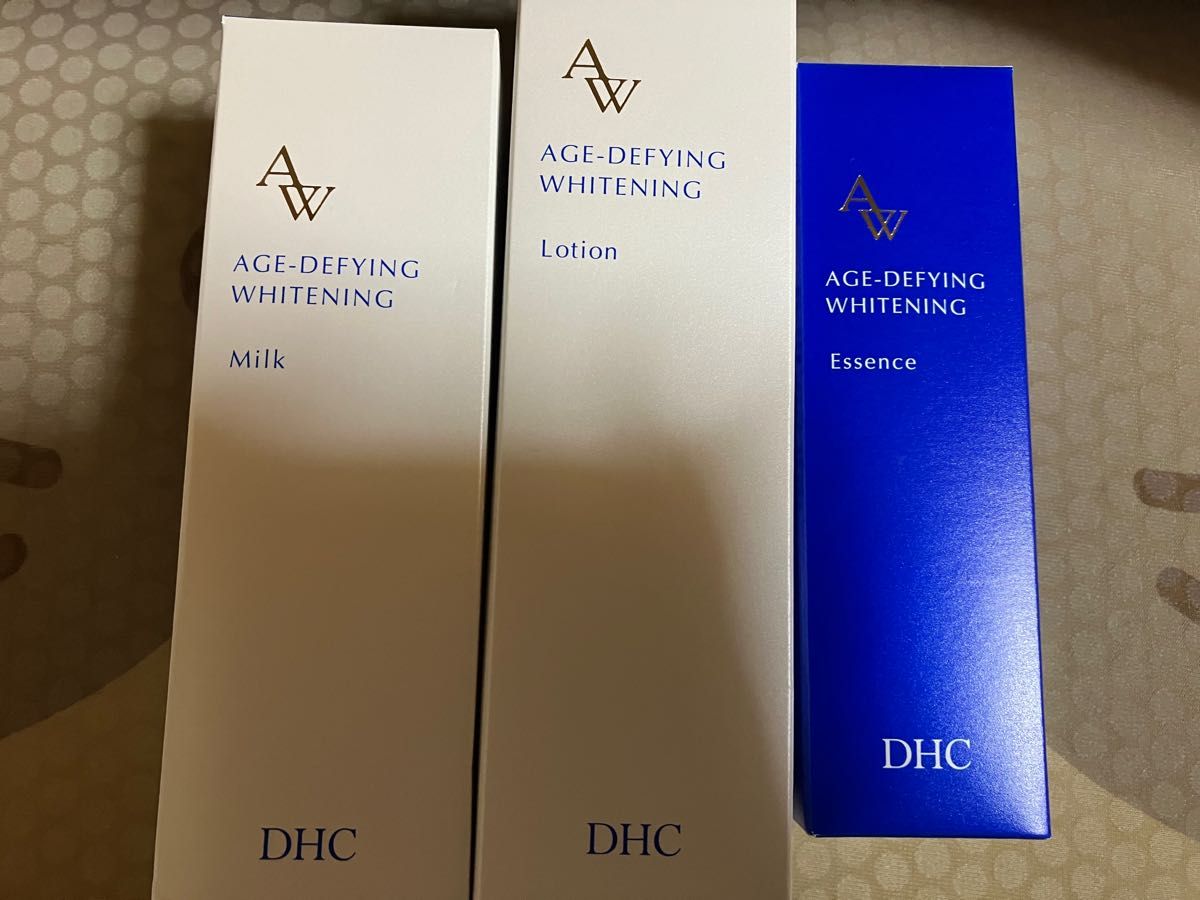 AW
AGE-DEFYING
WHITENING
Milk
DHC
AW
AGE-DEFYING
WHITENING
Lotion
DHC
AW
AGE-DEFYING
WHITENING
Essence
DHC